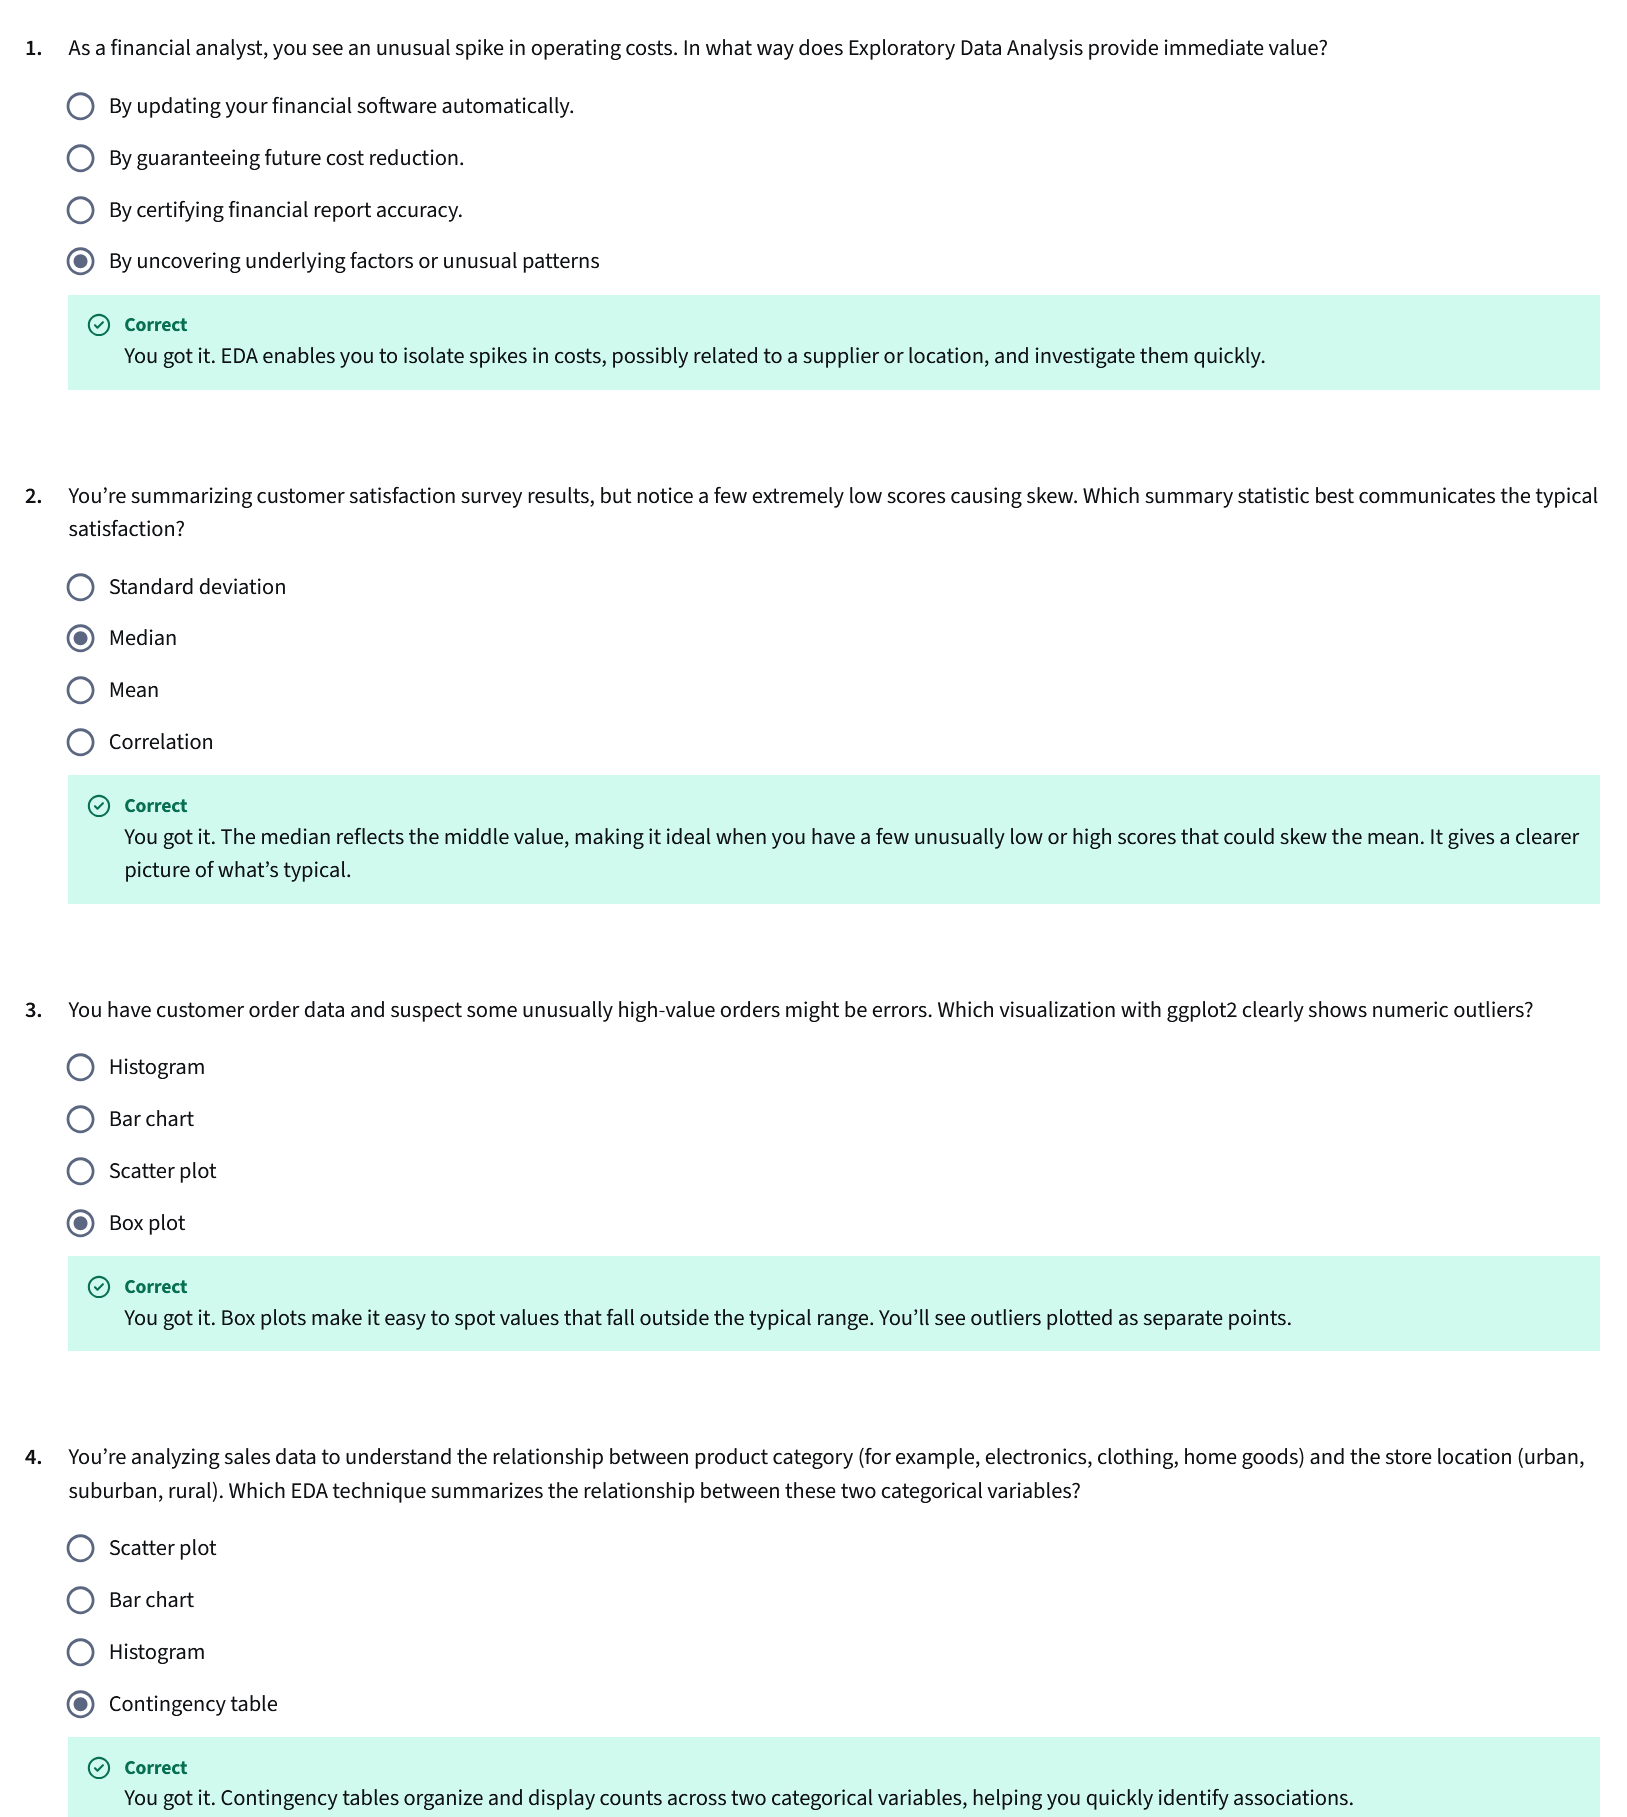 1. As a financial analyst, you see an unusual spike in operating costs. In what way does Exploratory Data Analysis provide immediate value?
By updating your financial software automatically.
By guaranteeing future cost reduction.
By certifying financial report accuracy.
By uncovering underlying factors or unusual patterns
Correct
You got it. EDA enables you to isolate spikes in costs, possibly related to a supplier or location, and investigate them quickly.
2. You’re summarizing customer satisfaction survey results, but notice a few extremely low scores causing skew. Which summary statistic best communicates the typical
satisfaction?
Standard deviation
Median
Mean
Correlation
Correct
You got it. The median reflects the middle value, making it ideal when you have a few unusually low or high scores that could skew the mean. It gives a clearer
picture of what’s typical.
3. You have customer order data and suspect some unusually high-value orders might be errors. Which visualization with ggplot2 clearly shows numeric outliers?
Histogram
Bar chart
Scatter plot
Box plot
Correct
You got it. Box plots make it easy to spot values that fall outside the typical range. You’ll see outliers plotted as separate points.
4. You’re analyzing sales data to understand the relationship between product category (for example, electronics, clothing, home goods) and the store location (urban,
suburban, rural). Which EDA technique summarizes the relationship between these two categorical variables?
Scatter plot
Bar chart
Histogram
Contingency table
Correct
You got it. Contingency tables organize and display counts across two categorical variables, helping you quickly identify associations.